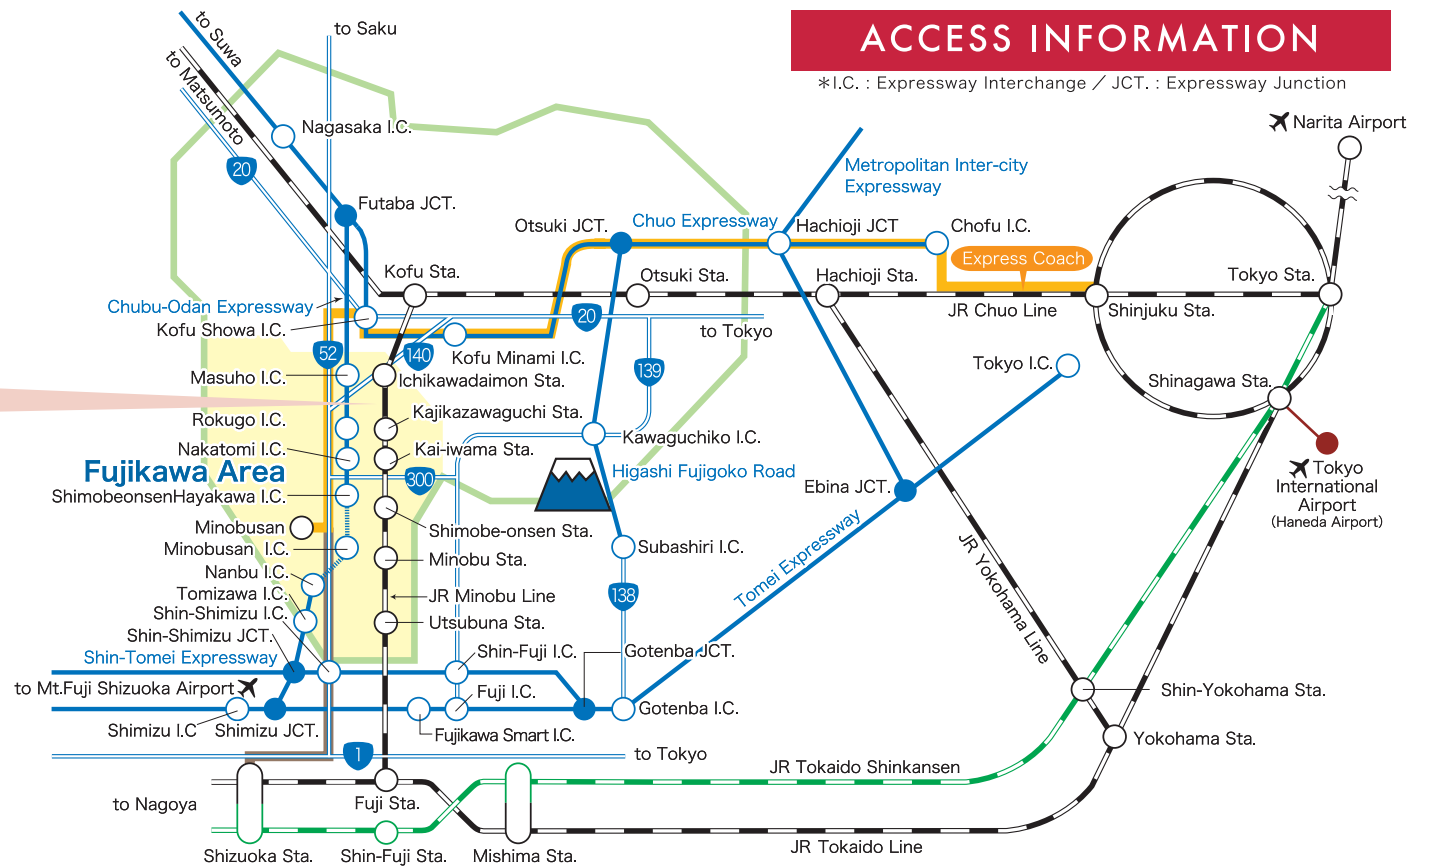 ACCESS INFORMATION
*I.C. : Expressway Interchange / JCT. : Expressway Junction
to Suwa
to Matsumoto
to Saku
Nagasaka I.C.
20
Futaba JCT.
Chubu-Odan Expressway
Kofu Sta.
Kofu Showa I.C.
Otsuki JCT.
Chuo Expressway
Metropolitan Inter-city
Expressway
Hachioji JCT
Chofu I.C.
Express Coach
Narita Airport
Otsuki Sta.
Hachioji Sta.
JR Chuo Line
Shinjuku Sta.
Tokyo Sta.
20
to Tokyo
52
140
Kofu Minami I.C.
139
Tokyo I.C.
Shinagawa Sta.
Masuho I.C.
Ichikawadaimon Sta.
Rokugo I.C.
Kajikazawaguchi Sta.
Nakatomi I.C.
Kai-iwama Sta.
Kawaguchiko I.C.
Fujikawa Area
Higashi Fujigoko Road
300
ShimobeonsenHayakawa I.C.
Ebina JCT.
Tokyo
International
Airport
(Haneda Airport)
Minobusan
Shimobe-onsen Sta.
Minobusan I.C.
Minobu Sta.
Subashiri I.C.
Nanbu I.C.
Tomizawa I.C.
JR Minobu Line
138
Tomei Expressway
JR Yokohama Line
Shin-Shimizu I.C.
Utsubuna Sta.
Shin-Shimizu JCT.
Shin-Tomei Expressway
Shin-Fuji I.C.
Gotenba JCT.
to Mt.Fuji Shizuoka Airport
Fuji I.C.
Shin-Yokohama Sta.
Shimizu I.C
Shimizu JCT.
Fujikawa Smart I.C.
Gotenba I.C.
Yokohama Sta.
1
to Tokyo
JR Tokaido Shinkansen
to Nagoya
Fuji Sta.
Shizuoka Sta.
Shin-Fuji Sta.
Mishima Sta.
JR Tokaido Line